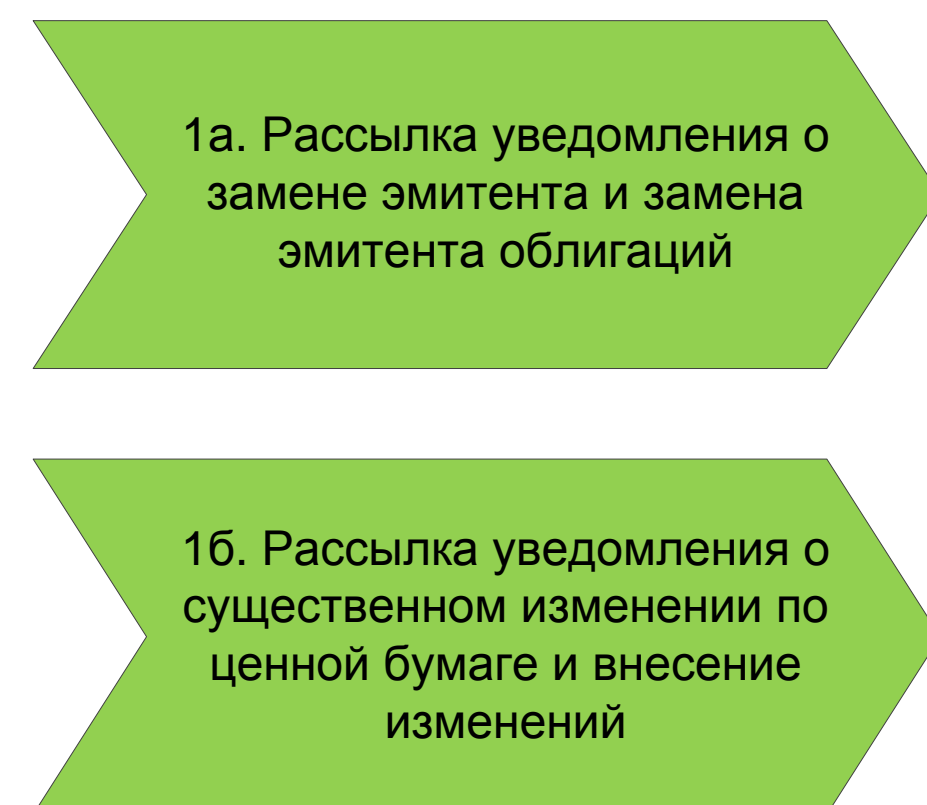 1а. Рассылка уведомления о
замене эмитента и замена
эмитента облигаций
1б. Рассылка уведомления о
существенном изменении по
ценной бумаге и внесение
изменений